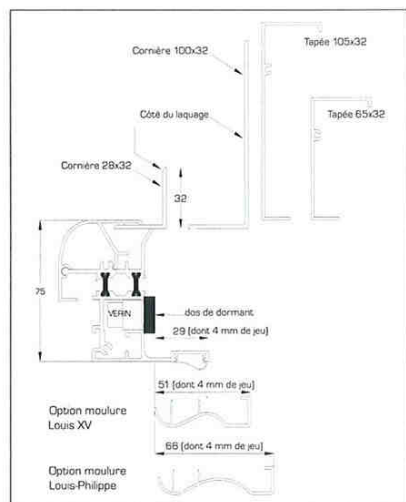 Cornière 100x32
Tapée 105x32
Côté du laquage
Tapée 65x32
Cornière 28x32
32
75
VERIN
dos de dormant
29 (dont 4 mm de jeu)
51 (dont 4 mm de jeu)
Option moulure
Louis XV
66 (dont 4 mm de jeu)
Option moulure
Louis-Philippe